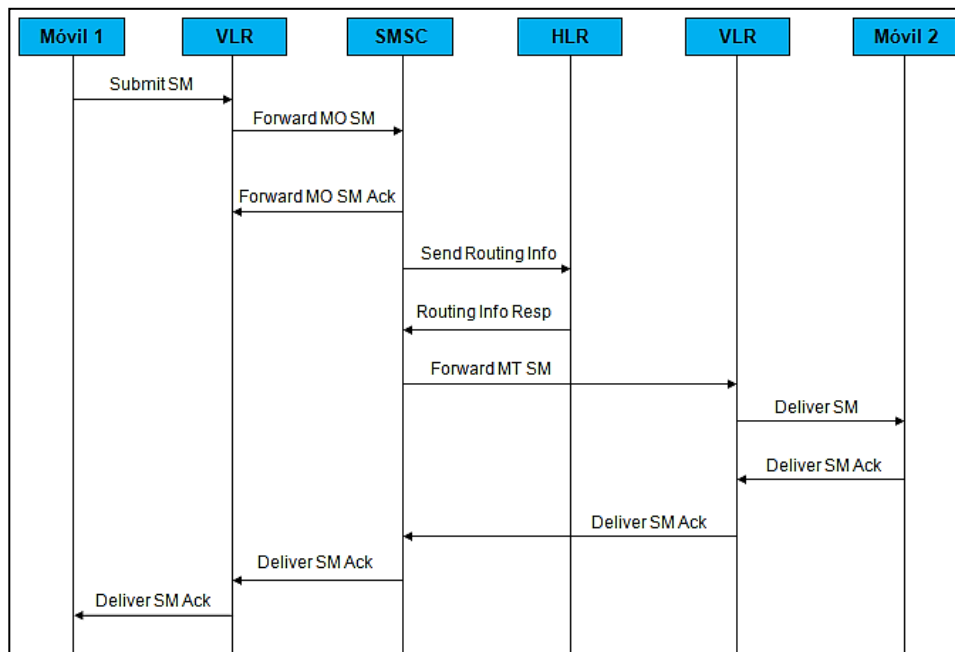 Móvil 1
VLR
SMSC
HLR
VLR
Móvil 2
Submit SM
Forward MO SM
Forward MO SM Ack
Send Routing Info
Routing Info Resp
Forward MT SM
Deliver SM
Deliver SM Ack
Deliver SM Ack
Deliver SM Ack
Deliver SM Ack